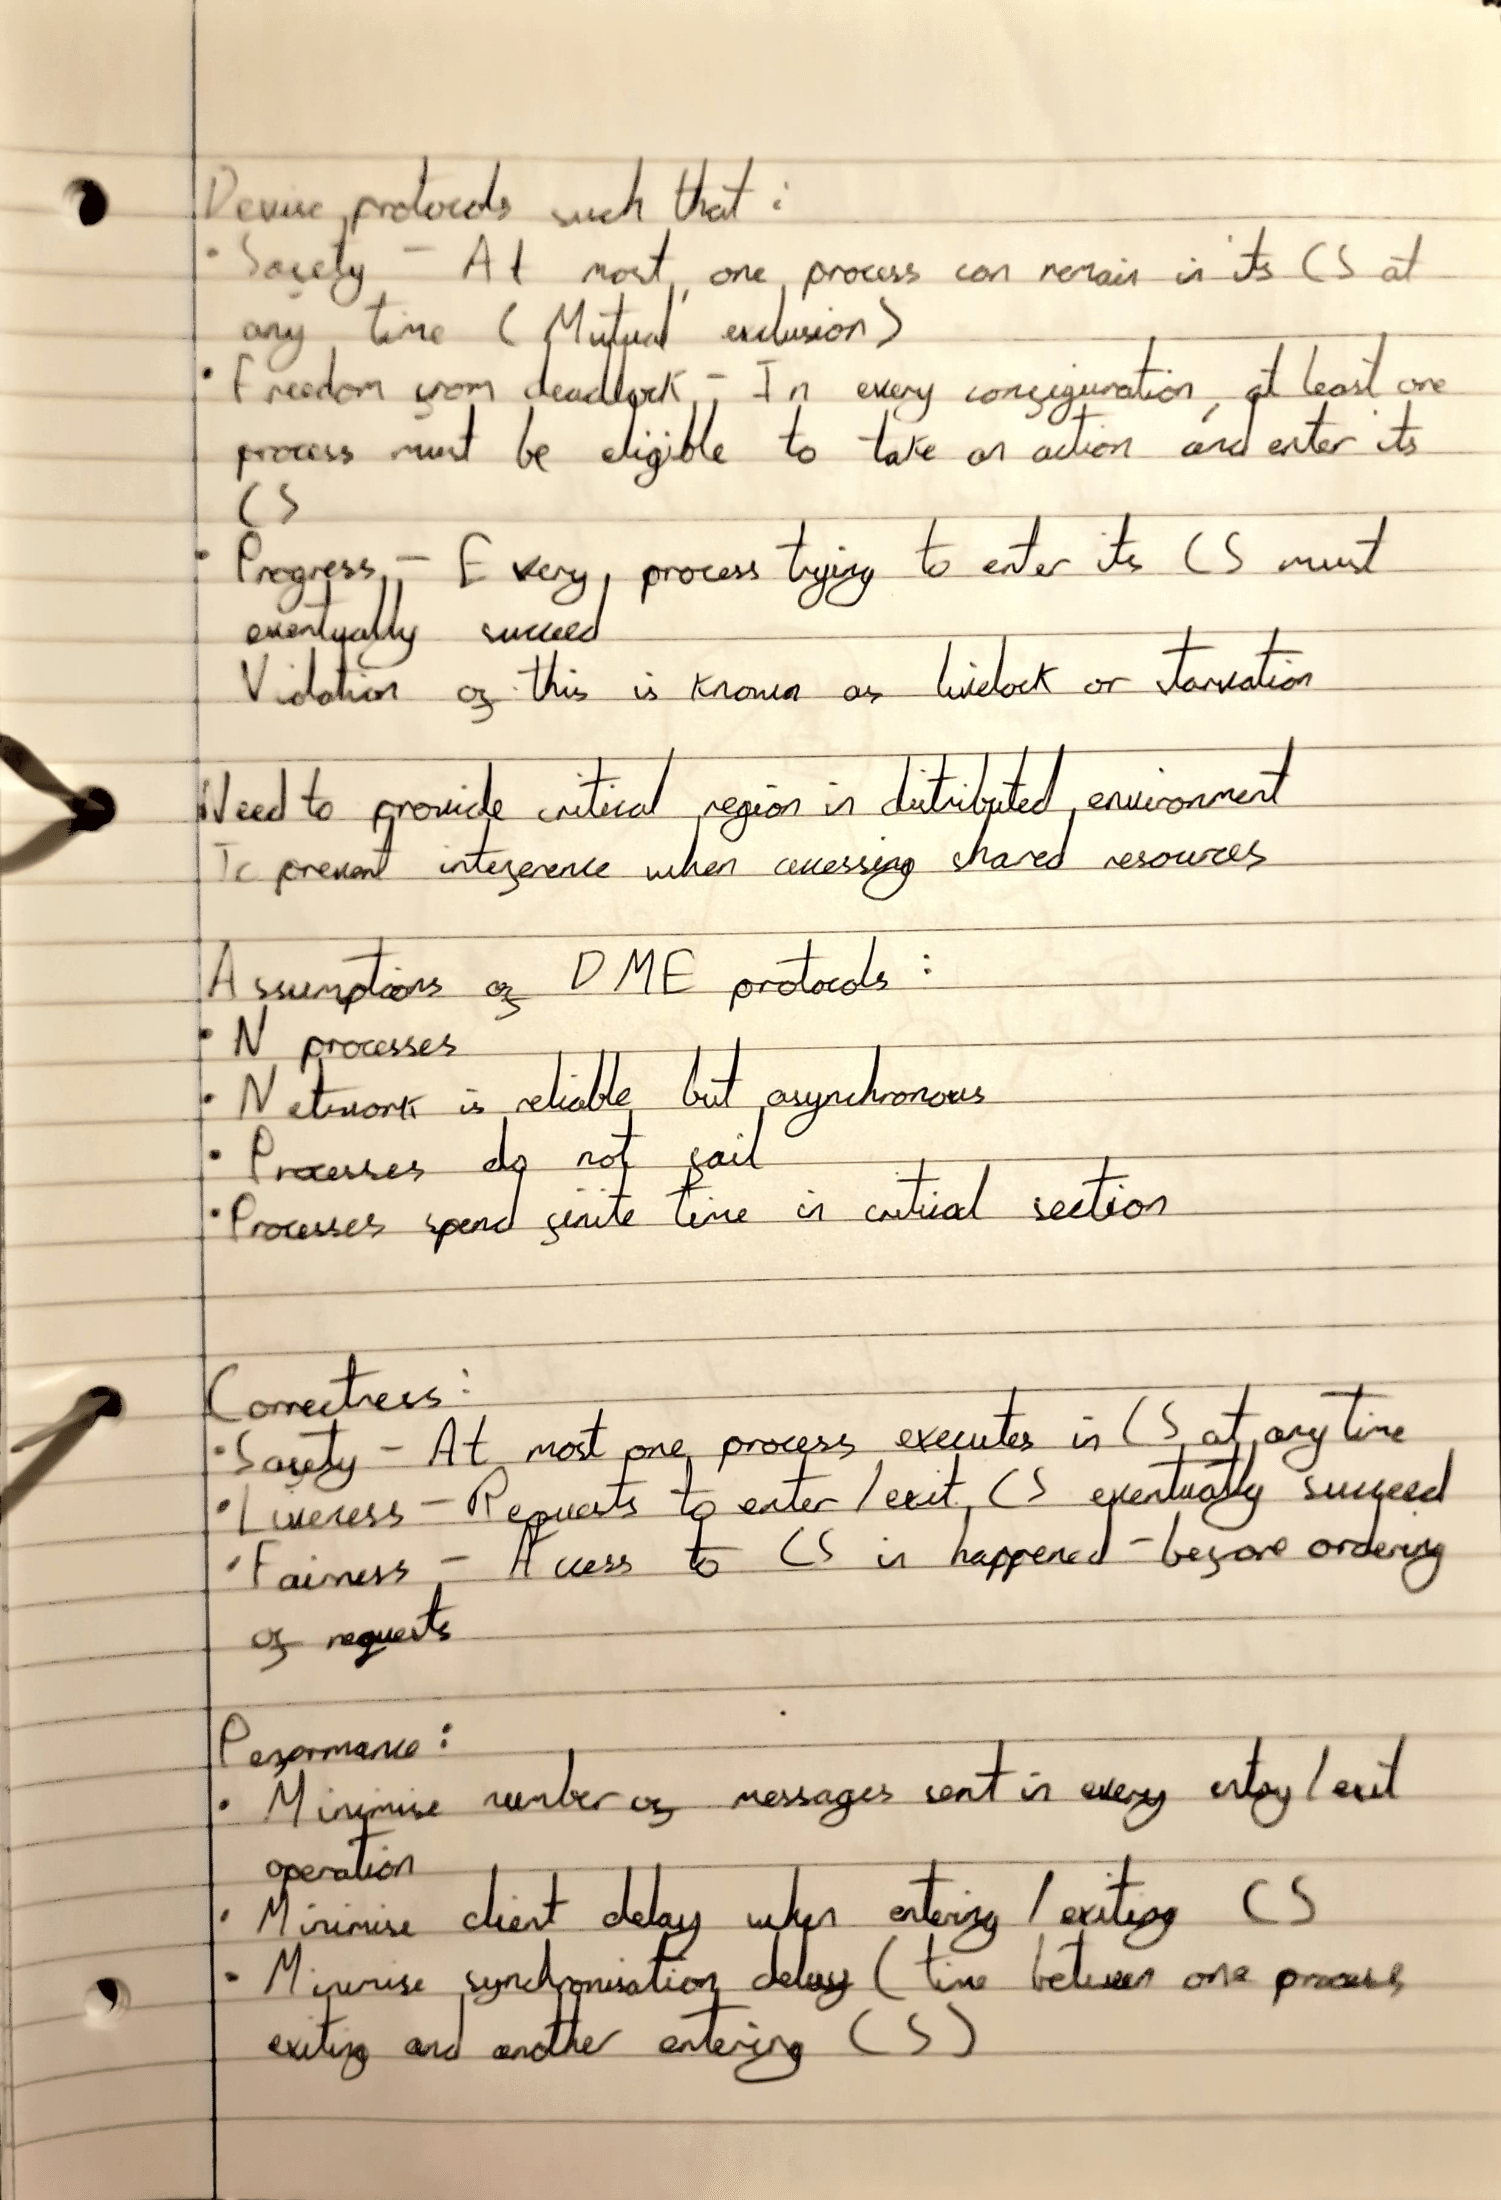 Devise protocols such that :
• Safety - At most one process can remain in its CS at
any time (Mutual exclusion)
• Freedom from deadlock - In every configuration, at least one
process must be eligible to take an action and enter its
CS
• Progress - Every process trying to enter its CS must
eventually succeed
Violation of this is known as livelock or starvation
Need to provide critical region in distributed environment
To prevent inteference when accessing shared resources
Assumptions of DME protocols :
• N processes
• Network is reliable but asynchronous
• Processes do not fail
• Processes spend finite time in critical section
Correctness :
• Safety - At most one process executes in CS at any time
• Liveness - Requests to enter / exit CS eventually succeed
• Fairness - Access to CS in happened - before ordering
of requests
Peformance :
• Minimise number of messages sent in every entry / exit
operation
• Minimise client delay when entering / exiting CS
• Minimise synchronisation delay (time between one process
exiting and another entering CS)